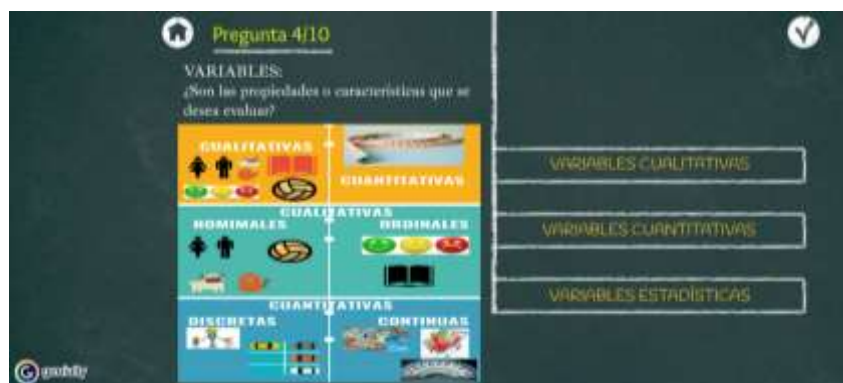 Pregunta 4/10
VARIABLES:
¿Son las propiedades o características que se
desea evaluar?
CUALITATIVAS
CUANTITATIVAS
CUALITATIVAS
NOMINALES
ORDINALES
CUANTITATIVAS
DISCRETAS
CONTINUAS
VARIABLES CUALITATIVAS
VARIABLES CUANTITATIVAS
VARIABLES ESTADÍSTICAS
genially